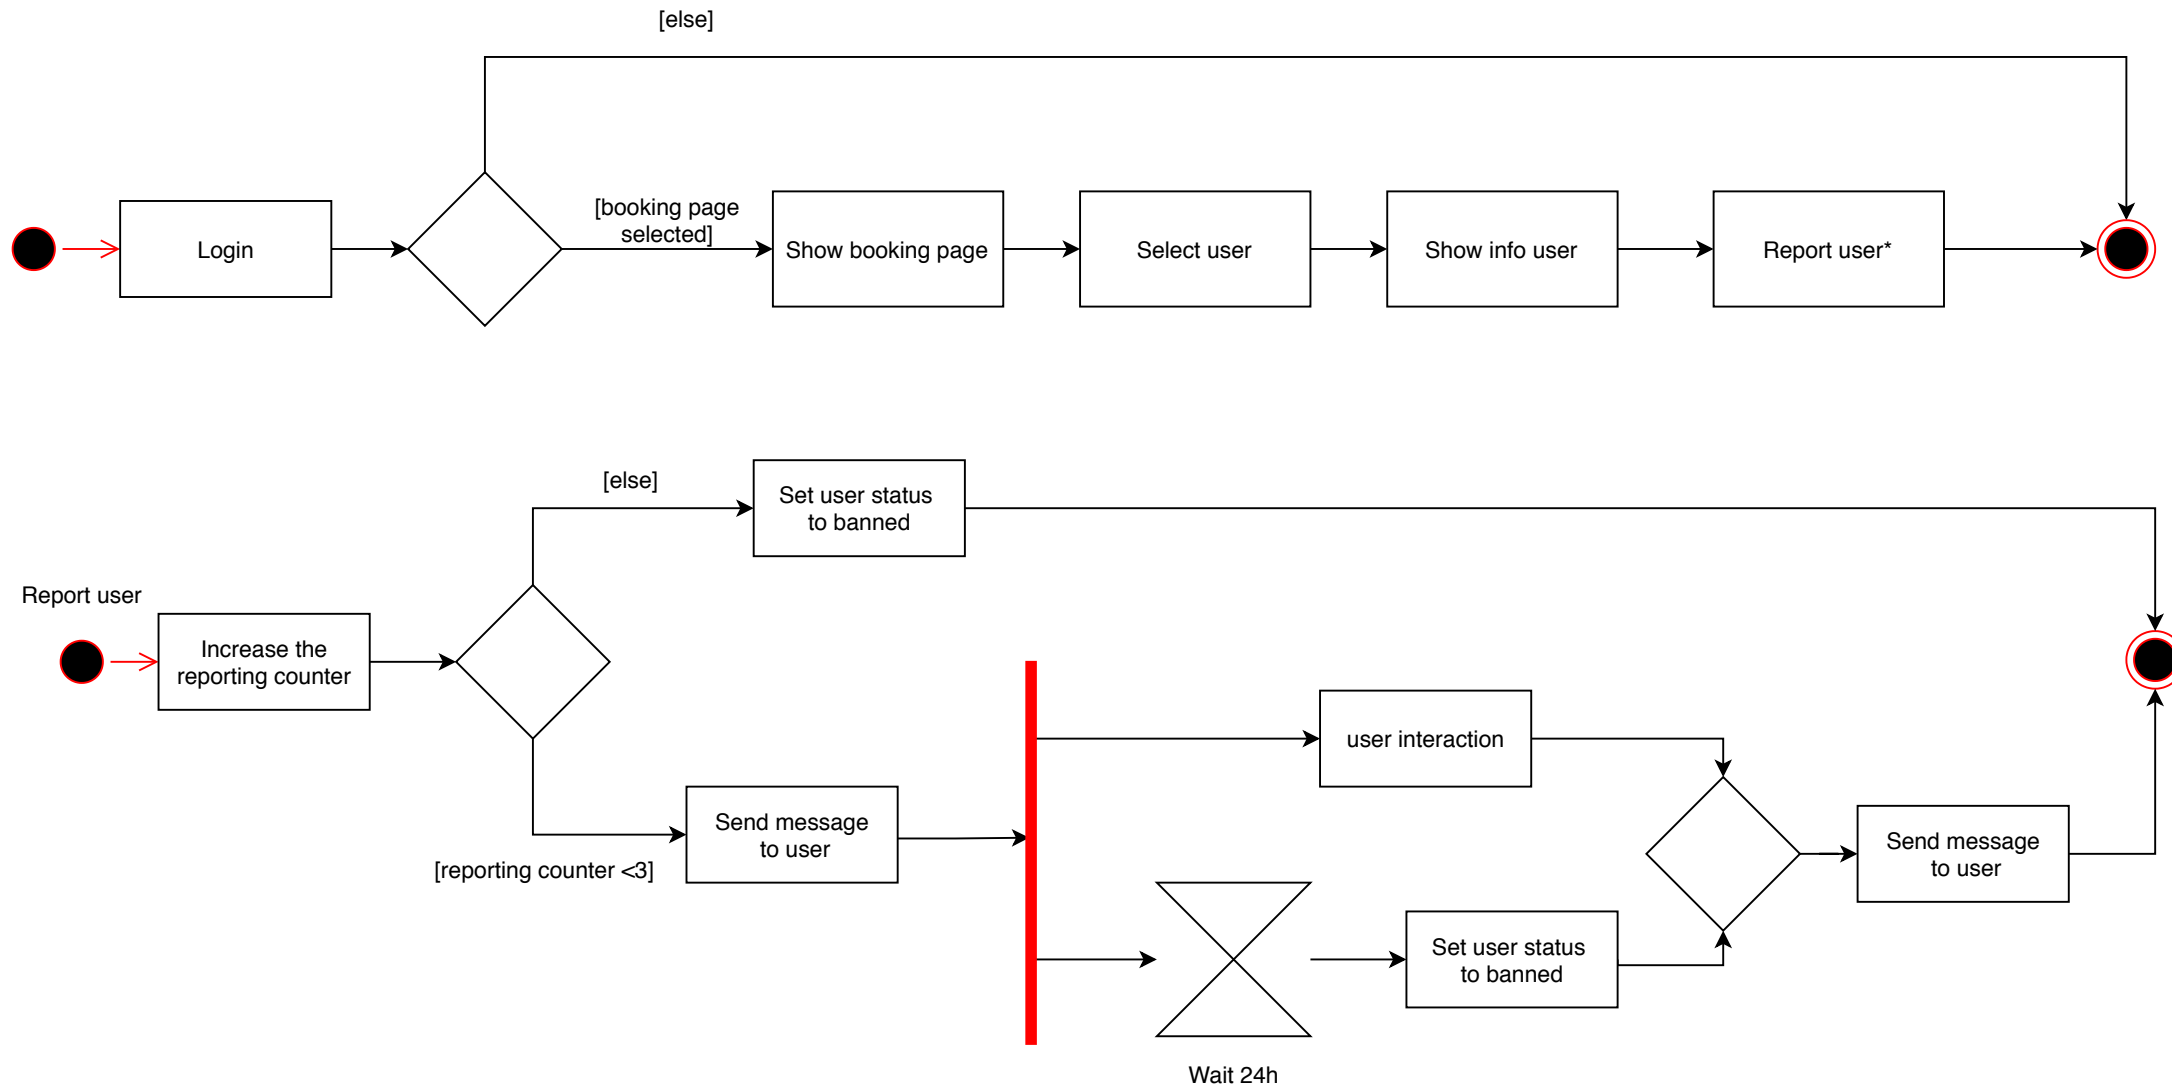 [else]
[booking page
selected]
Login
Show booking page
Select user
Show info user
Report user*
[else]
Set user status
to banned
Report user
Increase the
reporting counter
user interaction
Send message
to user
[reporting counter <3]
Send message
to user
Set user status
to banned
Wait 24h